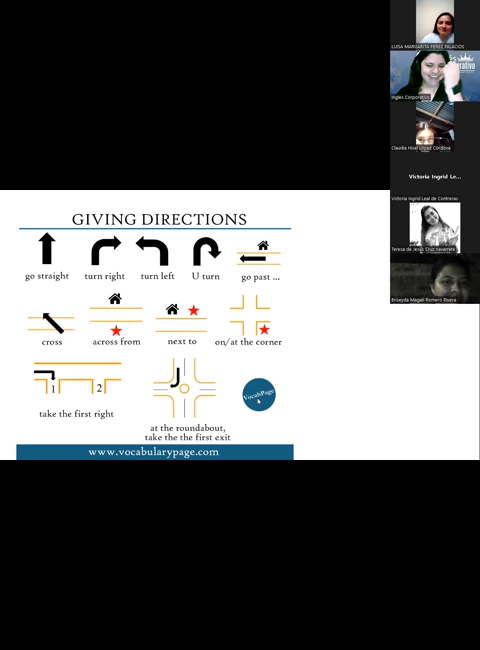 LUISA MARGARITA PEREZ PALACIOS
Ingles Corporativo
Claudia Hisel López Córdova
Victoria Ingrid Le...
Victoria Ingrid Leal de Contreras
Teresa de Jesus Cruz navarrete
Briseyda Magali Romero Rivera
GIVING DIRECTIONS
go straight
turn right
turn left
U turn
go past ...
cross
across from
next to
on/at the corner
1
2
take the first right
at the roundabout,
take the the first exit
VocabPage
www.vocabularypage.com